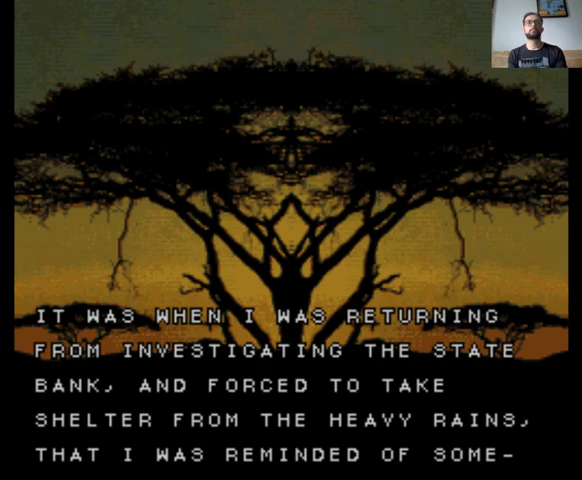 IT WAS WHEN I WAS RETURNING
FROM INVESTIGATING THE STATE
BANK, AND FORCED TO TAKE
SHELTER FROM THE HEAVY RAINS,
THAT I WAS REMINDED OF SOME-